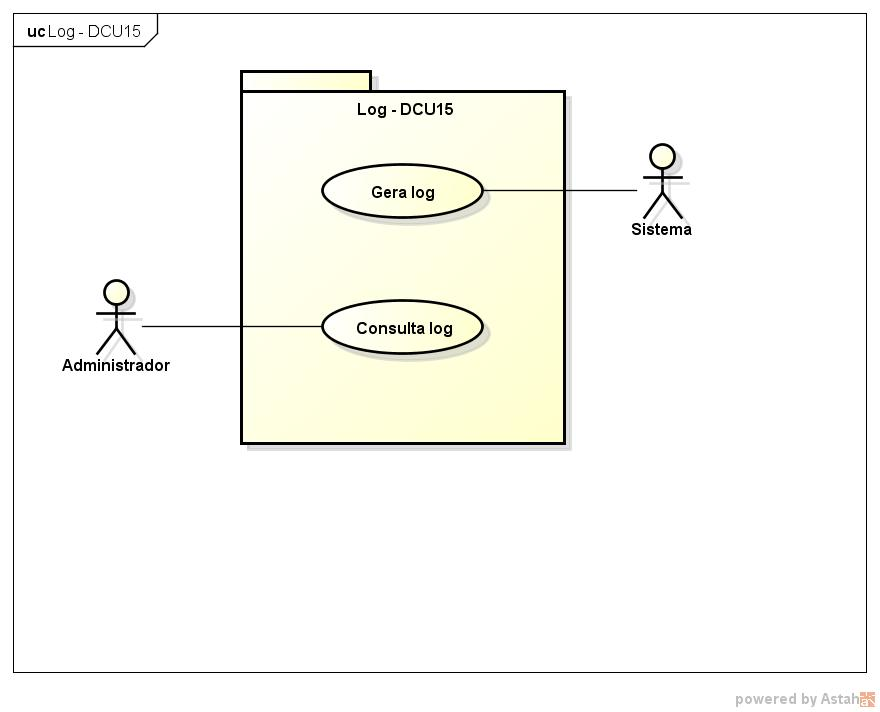 uc Log - DCU15
Log - DCU15
Gera log
Sistema
Consulta log
Administrador
powered by Astah